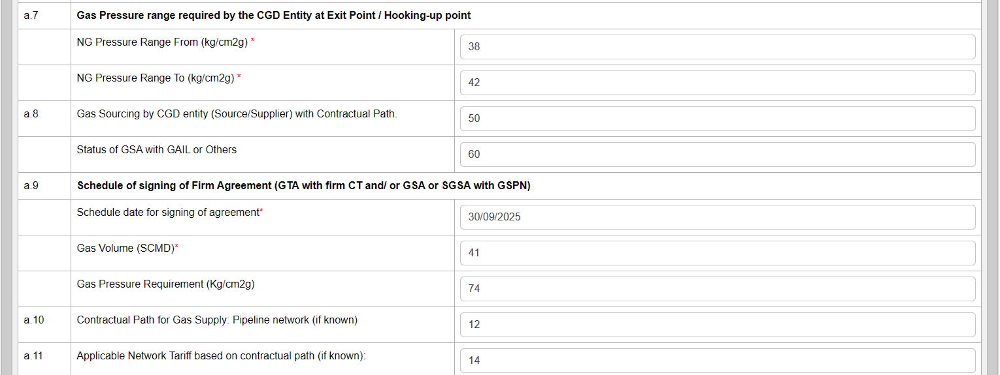 a.7 Gas Pressure range required by the CGD Entity at Exit Point / Hooking-up point
NG Pressure Range From (kg/cm2g) * 38
NG Pressure Range To (kg/cm2g) * 42
a.8 Gas Sourcing by CGD entity (Source/Supplier) with Contractual Path. 50
Status of GSA with GAIL or Others 60
a.9 Schedule of signing of Firm Agreement (GTA with firm CT and/ or GSA or SGSA with GSPN)
Schedule date for signing of agreement* 30/09/2025
Gas Volume (SCMD)* 41
Gas Pressure Requirement (Kg/cm2g) 74
a.10 Contractual Path for Gas Supply: Pipeline network (if known) 12
a.11 Applicable Network Tariff based on contractual path (if known): 14